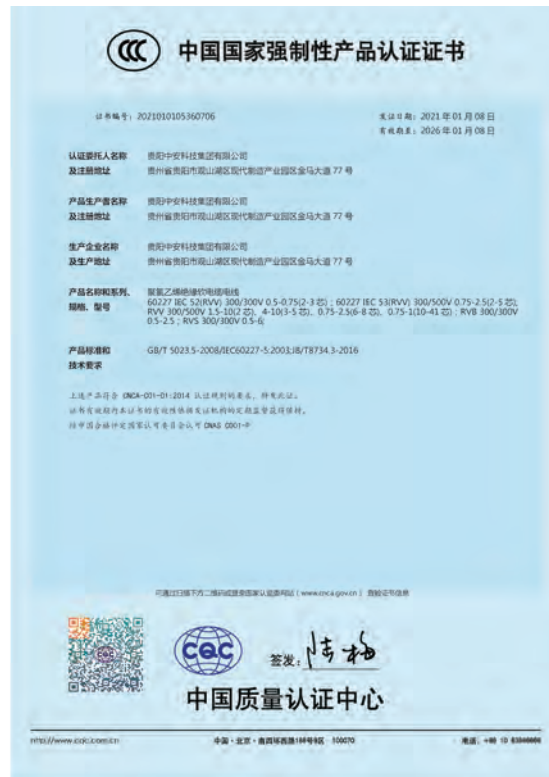 CCC 中国国家强制性产品认证证书
证书编号：2021010105360706
发证日期：2021年01月08日
有效期至：2026年01月08日
认证委托人名称 贵阳中安科技集团有限公司
及注册地址 贵州省贵阳市观山湖区现代制造产业园区金马大道77号
产品生产者名称 贵阳中安科技集团有限公司
及注册地址 贵州省贵阳市观山湖区现代制造产业园区金马大道77号
生产企业名称 贵阳中安科技集团有限公司
及生产地址 贵州省贵阳市观山湖区现代制造产业园区金马大道77号
产品名称和系列、 聚氯乙烯绝缘软电缆电线
规格、型号 60227 IEC 52(RVV) 300/300V 0.5-0.75(2-3芯)；60227 IEC 53(RVV) 300/500V 0.75-2.5(2-5芯);
RVV 300/500V 1.5-10(2芯)、4-10(3-5芯)、0.75-2.5(6-8芯)、0.75-1(10-41芯)；RVB 300/300V
0.5-2.5；RVS 300/300V 0.5-6;
产品标准和 GB/T 5023.5-2008/IEC60227-5:2003;JB/T8734.3-2016
技术要求
上述产品符合 CNCA-C01-01:2014 认证规则的要求，特发此证。
证书有效期内本证书的有效性依据发证机构的定期监督获得保持。
经中国合格评定国家认可委员会认可 CNAS C001-P
可通过扫描下方二维码或登录国家认监委网站（www.cnca.gov.cn）查验证书信息
CQC
签发：
中国质量认证中心
http://www.cqc.com.cn 中国·北京·南四环西路188号9区 100070 电话：+86 10